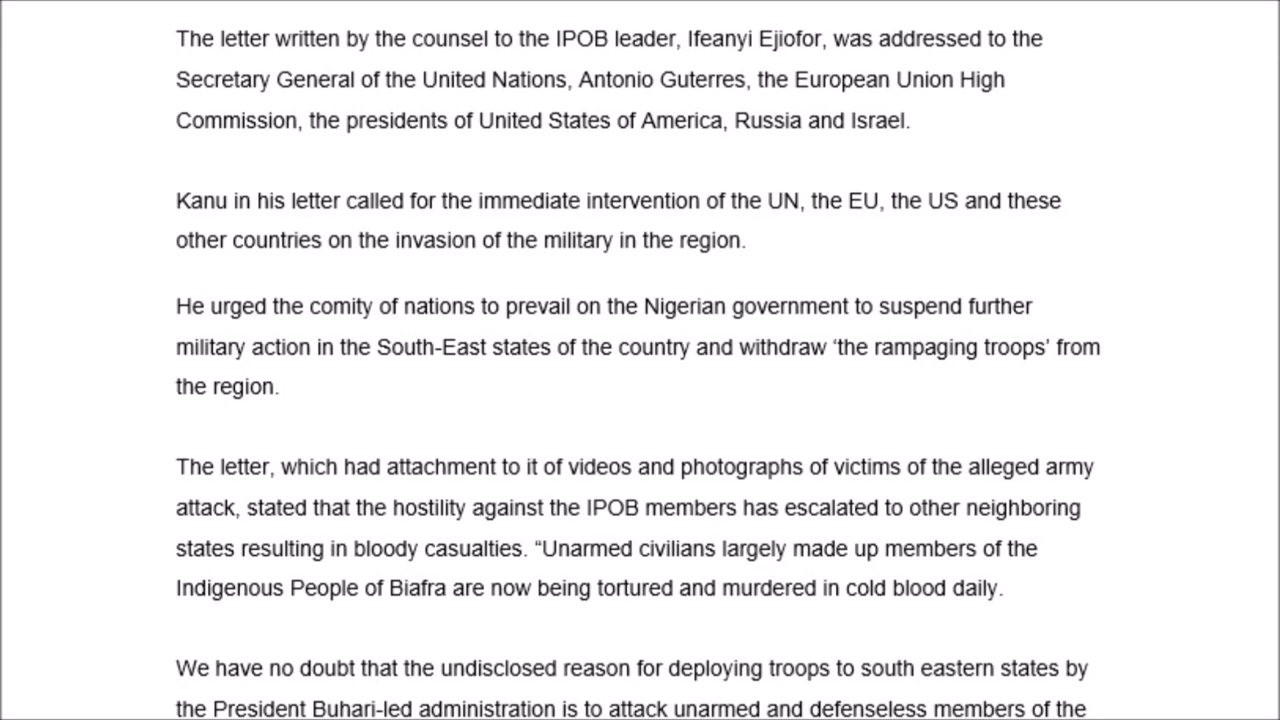 The letter written by the counsel to the IPOB leader, Ifeanyi Ejiofor, was addressed to the
Secretary General of the United Nations, Antonio Guterres, the European Union High
Commission, the presidents of United States of America, Russia and Israel.
Kanu in his letter called for the immediate intervention of the UN, the EU, the US and these
other countries on the invasion of the military in the region.
He urged the comity of nations to prevail on the Nigerian government to suspend further
military action in the South-East states of the country and withdraw ‘the rampaging troops’ from
the region.
The letter, which had attachment to it of videos and photographs of victims of the alleged army
attack, stated that the hostility against the IPOB members has escalated to other neighboring
states resulting in bloody casualties. “Unarmed civilians largely made up members of the
Indigenous People of Biafra are now being tortured and murdered in cold blood daily.
We have no doubt that the undisclosed reason for deploying troops to south eastern states by
the President Buhari-led administration is to attack unarmed and defenseless members of the